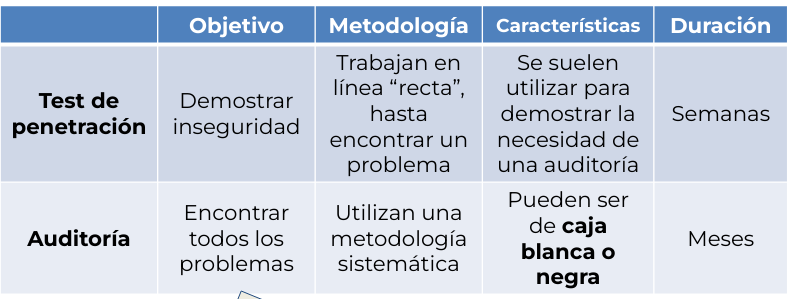 Objetivo
Metodología
Características
Duración
Test de
penetración
Demostrar
inseguridad
Trabajan en
línea “recta”,
hasta
encontrar un
problema
Se suelen
utilizar para
demostrar la
necesidad de
una auditoría
Semanas
Auditoría
Encontrar
todos los
problemas
Utilizan una
metodología
sistemática
Pueden ser
de caja
blanca o
negra
Meses